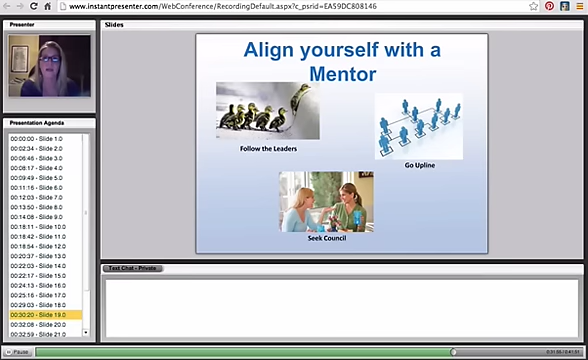 www.instantpresenter.com/WebConference/RecordingDefault.aspx?c_psrid=EA59DC808146
Presenter
Slides
Align yourself with a
Mentor
Follow the Leaders
Go Upline
Seek Council
Presentation Agenda
00:00:00 - Slide 1.0
00:02:34 - Slide 2.0
00:06:46 - Slide 3.0
00:08:17 - Slide 4.0
00:09:49 - Slide 5.0
00:11:16 - Slide 6.0
00:12:03 - Slide 7.0
00:13:50 - Slide 8.0
00:14:08 - Slide 9.0
00:18:11 - Slide 10.0
00:18:42 - Slide 11.0
00:18:54 - Slide 12.0
00:20:37 - Slide 13.0
00:22:03 - Slide 14.0
00:22:17 - Slide 15.0
00:24:13 - Slide 16.0
00:25:16 - Slide 17.0
00:29:03 - Slide 18.0
00:30:20 - Slide 19.0
00:32:08 - Slide 20.0
00:32:59 - Slide 21.0
Text Chat - Private
Pause